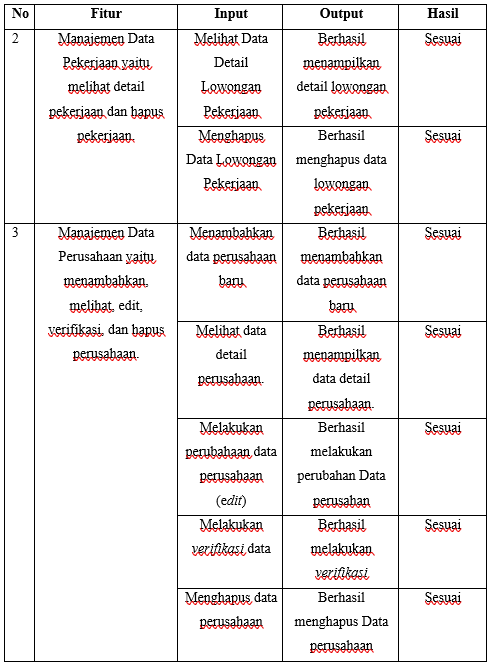 No Fitur Input Output Hasil
2 Manajemen Data
Pekerjaan yaitu
melihat detail
pekerjaan dan hapus
pekerjaan.
Melihat Data
Detail
Lowongan
Pekerjaan
Berhasil
menampilkan
detail lowongan
pekerjaan
Sesuai
Menghapus
Data Lowongan
Pekerjaan
Berhasil
menghapus data
lowongan
pekerjaan
Sesuai
3 Manajemen Data
Perusahaan yaitu
menambahkan,
melihat, edit,
verifikasi, dan hapus
perusahaan.
Menambahkan
data perusahaan
baru
Berhasil
menambahkan
data perusahaan
baru
Sesuai
Melihat data
detail
perusahaan.
Berhasil
menampilkan
data detail
perusahaan.
Sesuai
Melakukan
perubahaan data
perusahaan
(edit)
Berhasil
melakukan
perubahan Data
perusahan
Sesuai
Melakukan
verifikasi data
Berhasil
melakukan
verifikasi
Sesuai
Menghapus data
perusahaan
Berhasil
menghapus Data
perusahaan
Sesuai